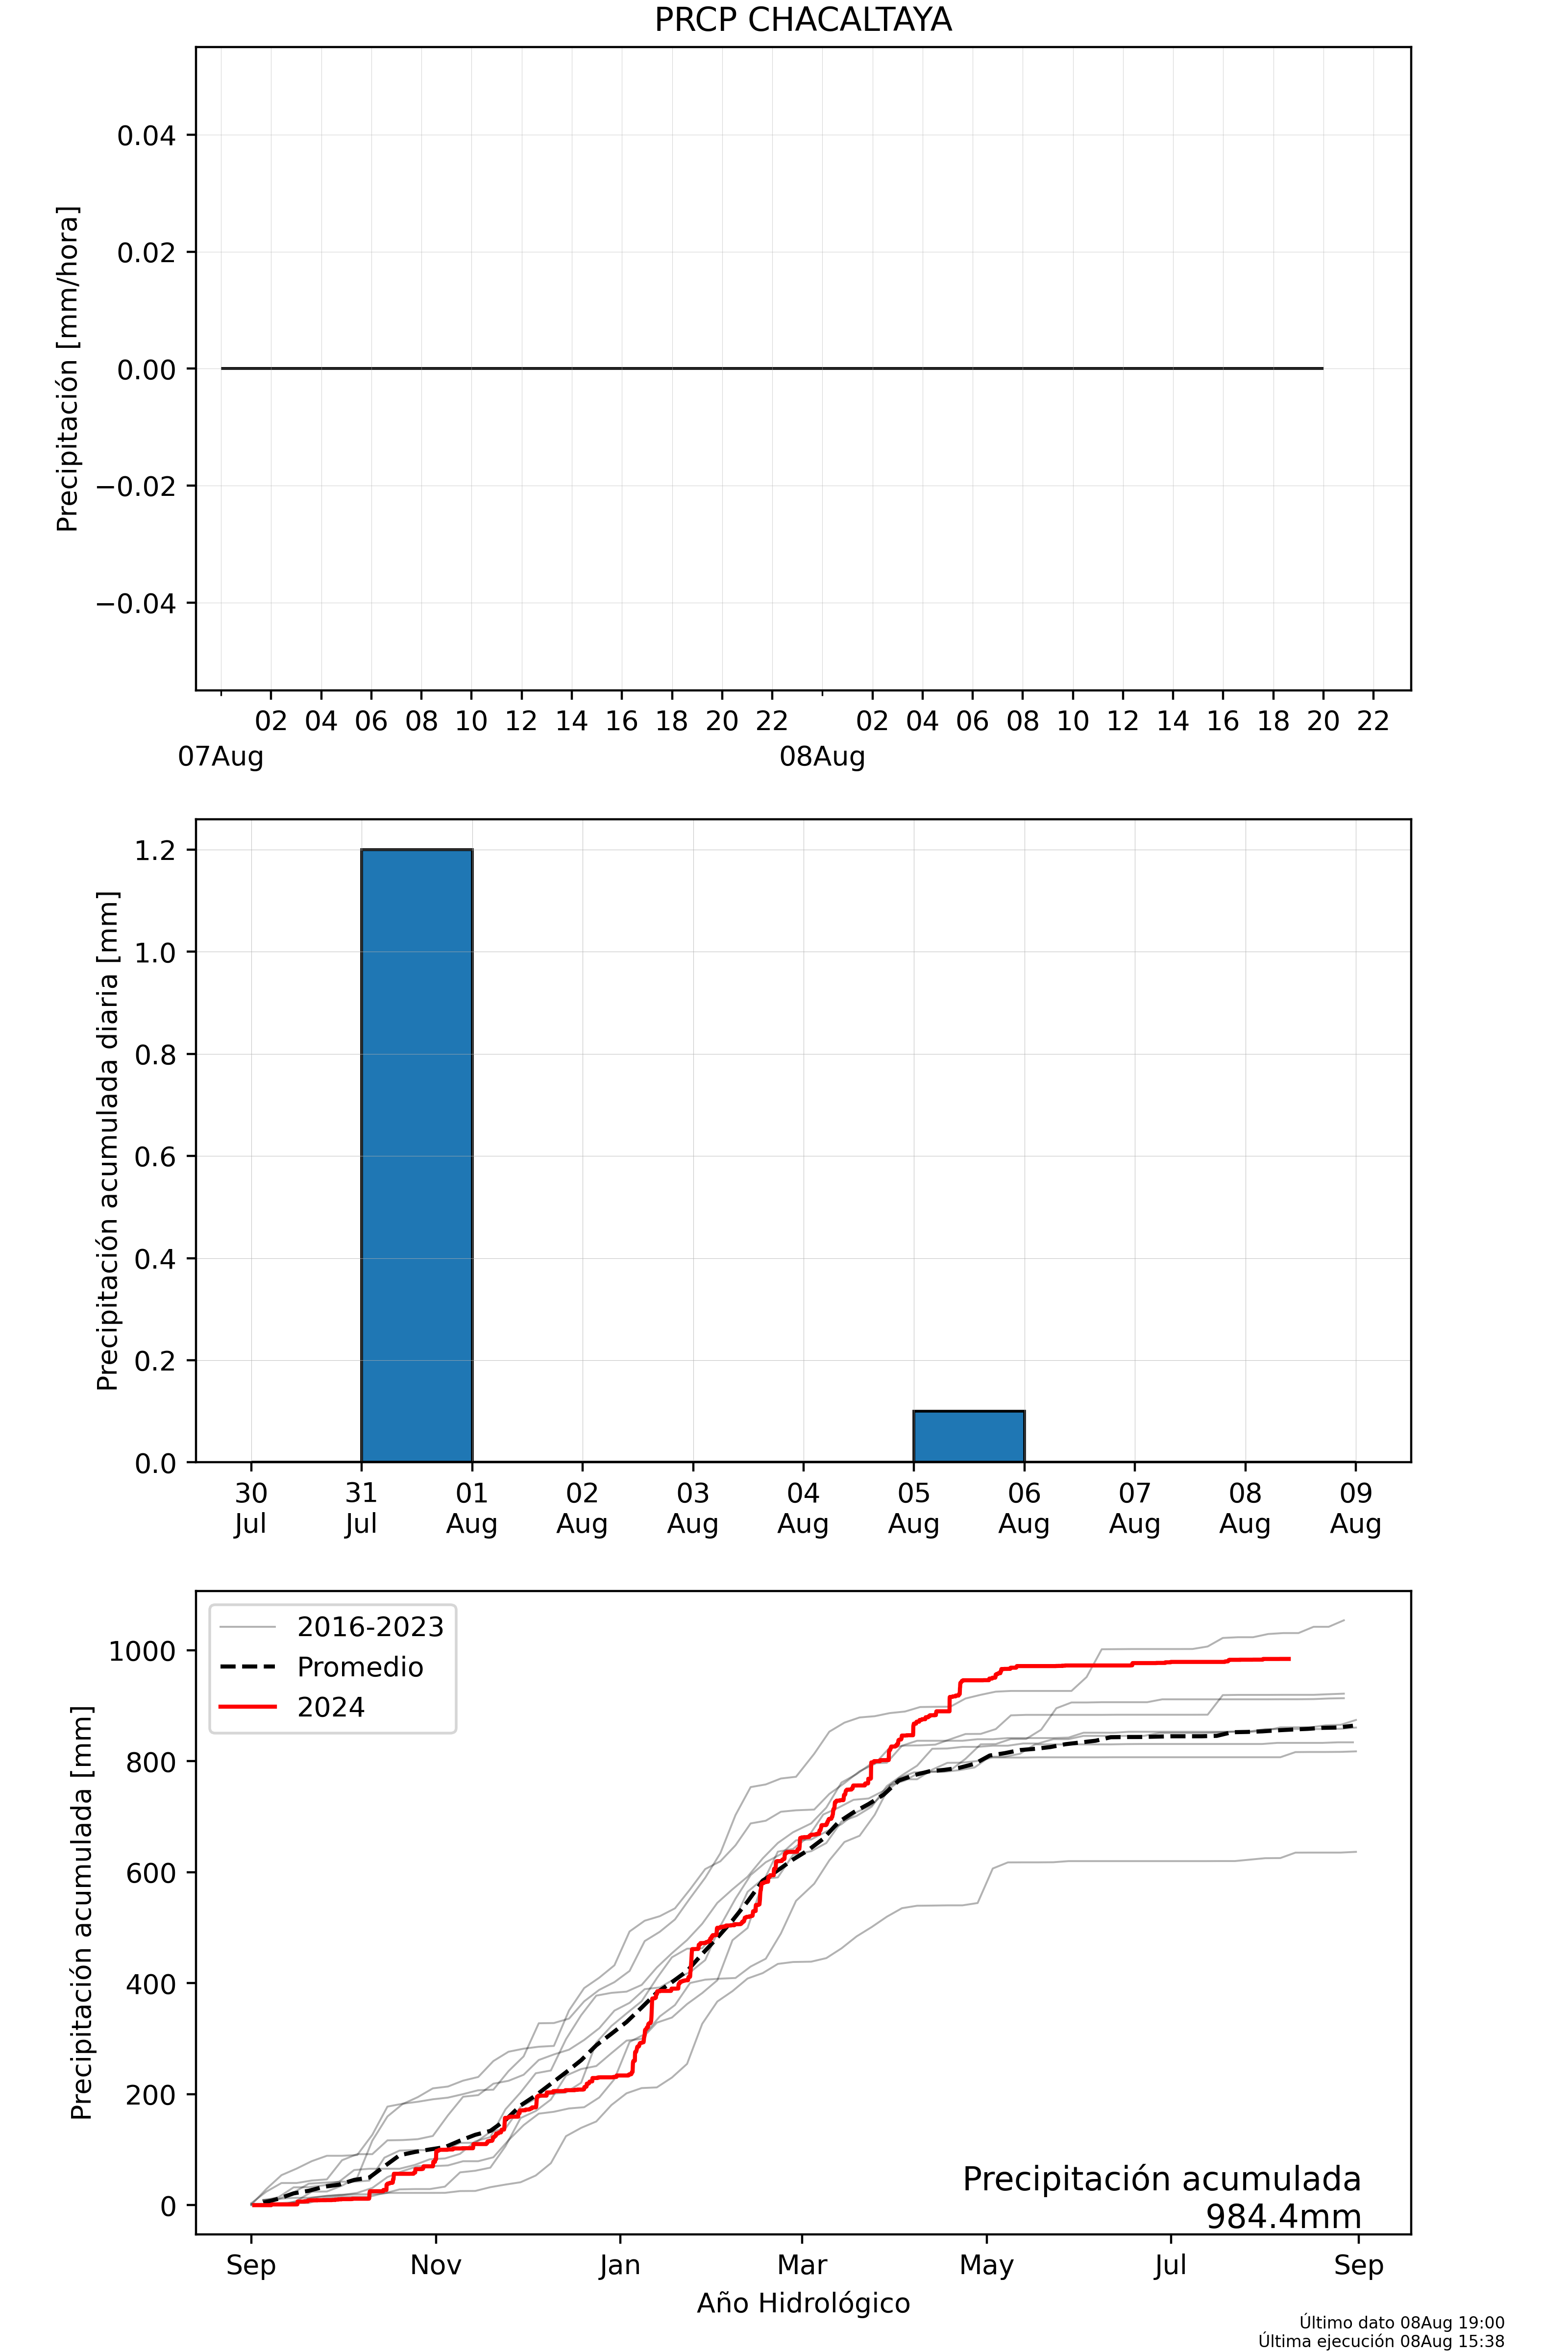 PRCP CHACALTAYA
Precipitación [mm/hora]
0.04
0.02
0.00
−0.02
−0.04
02 04 06 08 10 12 14 16 18 20 22 02 04 06 08 10 12 14 16 18 20 22
07Aug 08Aug
Precipitación acumulada diaria [mm]
1.2
1.0
0.8
0.6
0.4
0.2
0.0
30 31 01 02 03 04 05 06 07 08 09
Jul Jul Aug Aug Aug Aug Aug Aug Aug Aug Aug
Precipitación acumulada [mm]
1000
800
600
400
200
0
2016-2023
Promedio
2024
Precipitación acumulada
984.4mm
Sep Nov Jan Mar May Jul Sep
Año Hidrológico
Último dato 08Aug 19:00
Última ejecución 08Aug 15:38